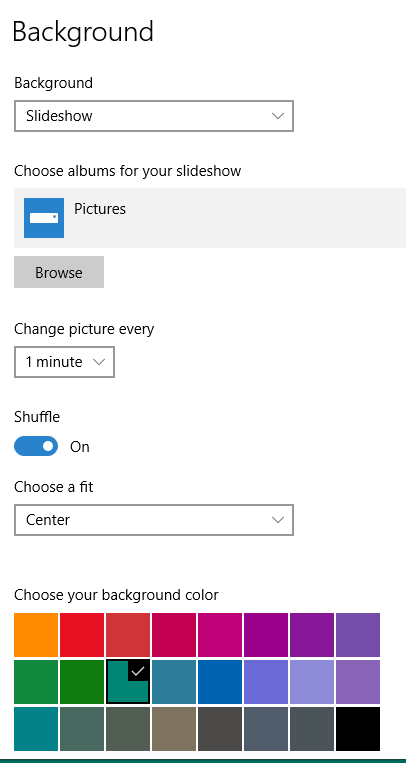 Background
Background
Slideshow
Choose albums for your slideshow
Pictures
Browse
Change picture every
1 minute
Shuffle
On
Choose a fit
Center
Choose your background color